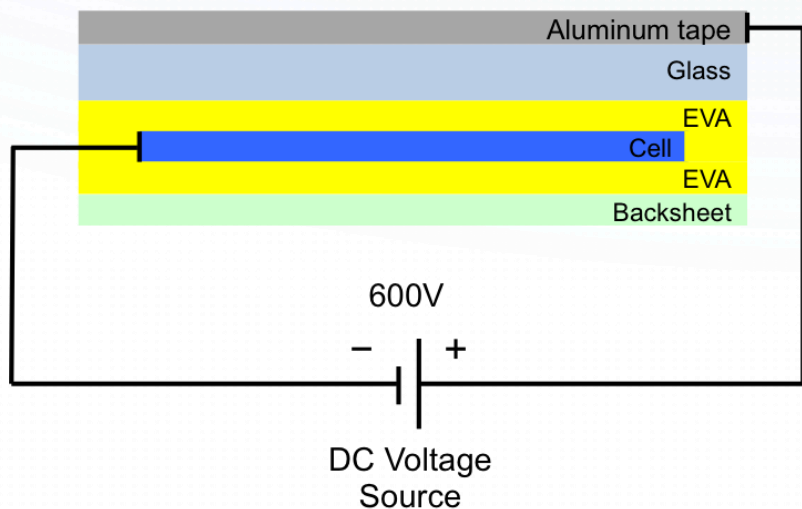 Aluminum tape
Glass
EVA
Cell
EVA
Backsheet
600V
− +
DC Voltage
Source